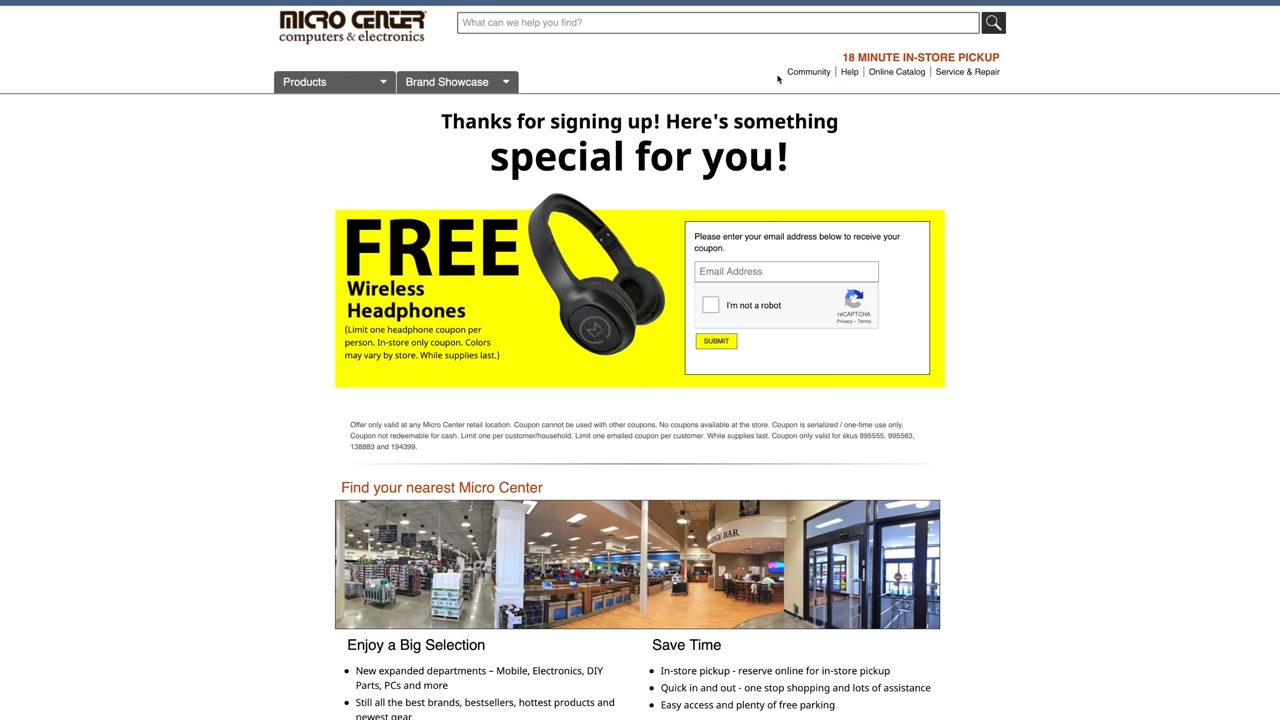 MICRO CENTER
computers & electronics
What can we help you find?
18 MINUTE IN-STORE PICKUP
Community
Help
Online Catalog
Service & Repair
Products
Brand Showcase
Thanks for signing up! Here's something
special for you!
FREE
Wireless
Headphones
(Limit one headphone coupon per
person. In-store only coupon. Colors
may vary by store. While supplies last.)
Please enter your email address below to receive your
coupon.
Email Address
I'm not a robot
reCAPTCHA
Privacy - Terms
SUBMIT
Offer only valid at any Micro Center retail location. Coupon cannot be used with other coupons. No coupons available at the store. Coupon is serialized / one-time use only.
Coupon not redeemable for cash. Limit one per customer/household. Limit one emailed coupon per customer. While supplies last. Coupon only valid for skus 995555, 995563,
138883 and 194399.
Find your nearest Micro Center
Enjoy a Big Selection
• New expanded departments – Mobile, Electronics, DIY
Parts, PCs and more
• Still all the best brands, bestsellers, hottest products and
newest gear
Save Time
• In-store pickup - reserve online for in-store pickup
• Quick in and out - one stop shopping and lots of assistance
• Easy access and plenty of free parking